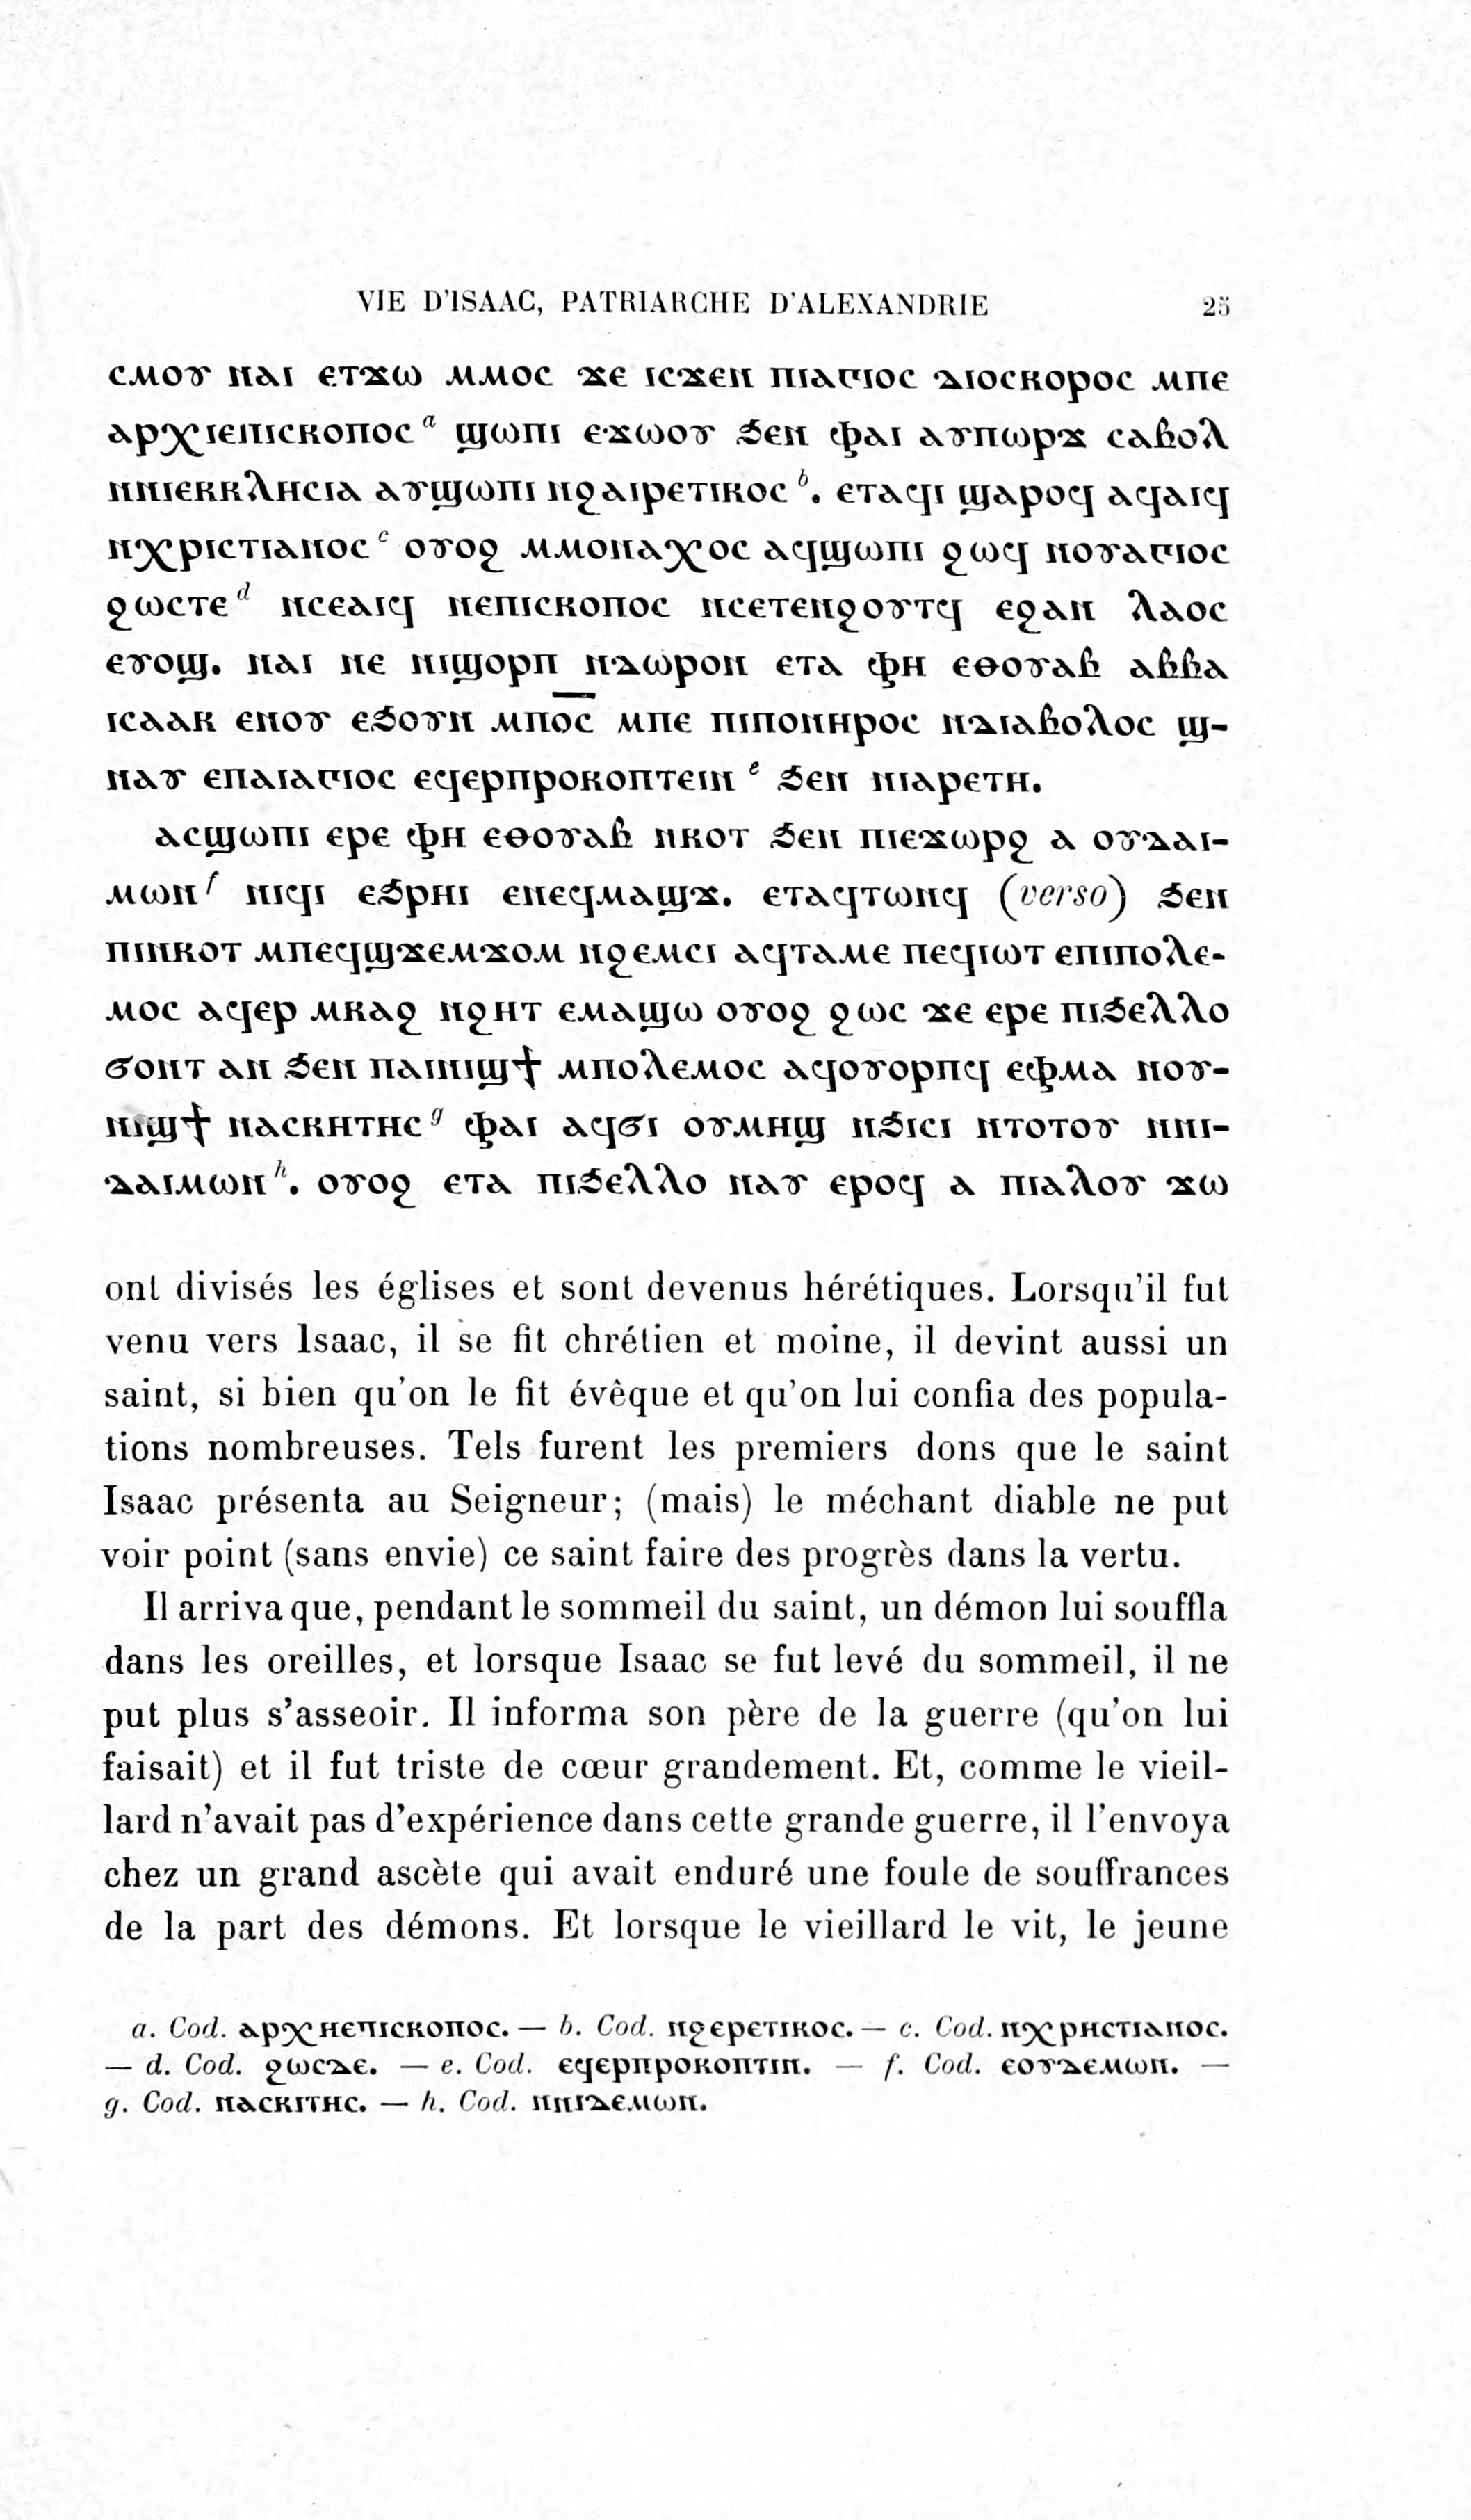 VIE D'ISAAC, PATRIARCHE D'ALEXANDRIE 25
ⲥⲙⲟⲩ ⲛⲁⲓ ⲉⲧϫⲱ ⲙⲙⲟⲥ ϫⲉ ⲓⲥϫⲉⲛ ⲡⲓⲁⲅⲓⲟⲥ ⲇⲓⲟⲥⲕⲟⲣⲟⲥ ⲙⲡⲉ
ⲁⲣⲭⲓⲉⲡⲓⲥⲕⲟⲡⲟⲥ a ϣⲱⲡⲓ ⲉϫⲱⲟⲩ ϧⲉⲛ ⲫⲁⲓ ⲁⲩⲡⲱⲣϫ ⲥⲁⲃⲟⲗ
ⲛⲛⲓⲉⲕⲕⲗⲏⲥⲓⲁ ⲁⲩϣⲱⲡⲓ ⲛϩⲁⲓⲣⲉⲧⲓⲕⲟⲥ b. ⲉⲧⲁϥⲓ ϣⲁⲣⲟϥ ⲁϥⲁⲓϥ
ⲛⲭⲣⲓⲥⲧⲓⲁⲛⲟⲥ c ⲟⲩⲟϩ ⲙⲙⲟⲛⲁⲭⲟⲥ ⲁϥϣⲱⲡⲓ ϩⲱϥ ⲛⲟⲩⲁⲅⲓⲟⲥ
ϩⲱⲥⲧⲉ d ⲛⲥⲉⲁⲓϥ ⲛⲉⲡⲓⲥⲕⲟⲡⲟⲥ ⲛⲥⲉⲧⲉⲛϩⲟⲩⲧϥ ⲉϩⲁⲛ ⲗⲁⲟⲥ
ⲉⲩⲟϣ. ⲛⲁⲓ ⲛⲉ ⲛⲓϣⲟⲣⲡ ⲛⲇⲱⲣⲟⲛ ⲉⲧⲁ ⲫⲏ ⲉⲑⲟⲩⲁⲃ ⲁⲃⲃⲁ
ⲓⲥⲁⲁⲕ ⲉⲛⲟⲩ ⲉϧⲟⲩⲛ ⲙⲡⲟ̅ⲥ̅ ⲙⲡⲉ ⲡⲓⲡⲟⲛⲏⲣⲟⲥ ⲛⲇⲓⲁⲃⲟⲗⲟⲥ ϣ-
ⲛⲁⲩ ⲉⲡⲁⲓⲁⲅⲓⲟⲥ ⲉϥⲉⲣⲡⲣⲟⲕⲟⲡⲧⲉⲓⲛ e ϧⲉⲛ ⲛⲓⲁⲣⲉⲧⲏ.
ⲁⲥϣⲱⲡⲓ ⲉⲣⲉ ⲫⲏ ⲉⲑⲟⲩⲁⲃ ⲛⲕⲟⲧ ϧⲉⲛ ⲡⲓⲉϫⲱⲣϩ ⲁ ⲟⲩⲇⲁⲓ-
ⲙⲱⲛ f ⲛⲓϥⲓ ⲉϧⲣⲏⲓ ⲉⲛⲉϥⲙⲁϣϫ. ⲉⲧⲁϥⲧⲱⲛϥ (verso) ϧⲉⲛ
ⲡⲓⲛⲕⲟⲧ ⲙⲡⲉϥϣϫⲉⲙϫⲟⲙ ⲛϩⲉⲙⲥⲓ ⲁϥⲧⲁⲙⲉ ⲡⲉϥⲓⲱⲧ ⲉⲡⲓⲡⲟⲗⲉ-
ⲙⲟⲥ ⲁϥⲉⲣ ⲙⲕⲁϩ ⲛϩⲏⲧ ⲉⲙⲁϣⲱ ⲟⲩⲟϩ ϩⲱⲥ ϫⲉ ⲉⲣⲉ ⲡⲓϧⲉⲗⲗⲟ
ϭⲟⲛⲧ ⲁⲛ ϧⲉⲛ ⲡⲁⲓⲛⲓϣϯ ⲙⲡⲟⲗⲉⲙⲟⲥ ⲁϥⲟⲩⲟⲣⲡϥ ⲉⲫⲙⲁ ⲛⲟⲩ-
ⲛⲓϣϯ ⲛⲁⲥⲕⲏⲧⲏⲥ g ⲫⲁⲓ ⲁϥϭⲓ ⲟⲩⲙⲏϣ ⲛϧⲓⲥⲓ ⲛⲧⲟⲧⲟⲩ ⲛⲛⲓ-
ⲇⲁⲓⲙⲱⲛ h. ⲟⲩⲟϩ ⲉⲧⲁ ⲡⲓϧⲉⲗⲗⲟ ⲛⲁⲩ ⲉⲣⲟϥ ⲁ ⲡⲓⲁⲗⲟⲩ ϫⲱ
ont divisés les églises et sont devenus hérétiques. Lorsqu'il fut
venu vers Isaac, il se fit chrétien et moine, il devint aussi un
saint, si bien qu'on le fit évêque et qu'on lui confia des popula-
tions nombreuses. Tels furent les premiers dons que le saint
Isaac présenta au Seigneur; (mais) le méchant diable ne put
voir point (sans envie) ce saint faire des progrès dans la vertu.
Il arriva que, pendant le sommeil du saint, un démon lui souffla
dans les oreilles, et lorsque Isaac se fut levé du sommeil, il ne
put plus s'asseoir. Il informa son père de la guerre (qu'on lui
faisait) et il fut triste de cœur grandement. Et, comme le vieil-
lard n'avait pas d'expérience dans cette grande guerre, il l'envoya
chez un grand ascète qui avait enduré une foule de souffrances
de la part des démons. Et lorsque le vieillard le vit, le jeune
a. Cod. ⲁⲣⲭⲏⲉⲡⲓⲥⲕⲟⲡⲟⲥ. — b. Cod. ⲛϩⲉⲣⲉⲧⲓⲕⲟⲥ. — c. Cod. ⲛⲭⲣⲏⲥⲧⲓⲁⲛⲟⲥ.
— d. Cod. ϩⲱⲥⲇⲉ. — e. Cod. ⲉϥⲉⲣⲡⲣⲟⲕⲟⲡⲧⲓⲛ. — f. Cod. ⲉⲟⲩⲇⲉⲙⲱⲛ. —
g. Cod. ⲛⲁⲥⲕⲓⲧⲏⲥ. — h. Cod. ⲛⲛⲓⲇⲉⲙⲱⲛ.